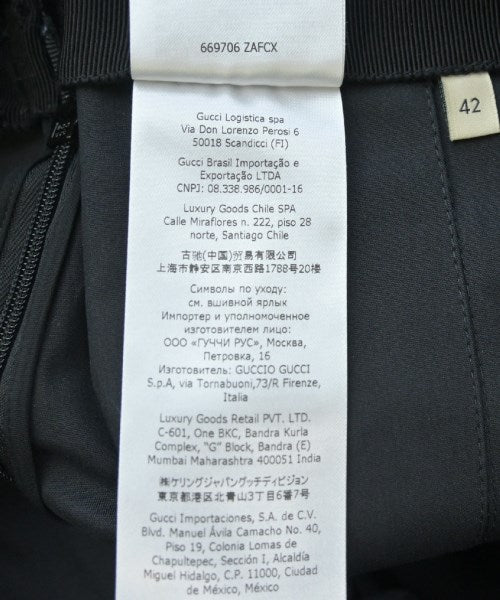 669706 ZAFCX
42
Gucci Logistica spa
Via Don Lorenzo Perosi 6
50018 Scandicci (FI)
Gucci Brasil Importação e
Exportação LTDA
CNPJ: 08.338.986/0001-16
Luxury Goods Chile SPA
Calle Miraflores n. 222, piso 28
norte, Santiago Chile
古驰(中国)贸易有限公司
上海市静安区南京西路1788号20楼
Символы по уходу:
см. вшивной ярлык
Импортер и уполномоченное
изготовителем лицо:
ООО «ГУЧЧИ РУС», Москва,
Петровка, 16
Изготовитель: GUCCIO GUCCI
S.p.A, via Tornabuoni,73/R Firenze,
Italia
Luxury Goods Retail PVT. LTD.
C-601, One BKC, Bandra Kurla
Complex, “G” Block, Bandra (E)
Mumbai Maharashtra 400051 India
㈱ケリングジャパングッチディビジョン
東京都港区北青山3丁目6番7号
Gucci Importaciones, S.A. de C.V.
Blvd. Manuel Ávila Camacho No. 40,
Piso 19, Colonia Lomas de
Chapultepec, Sección I, Alcaldía
Miguel Hidalgo, C.P. 11000, Ciudad
de México, México